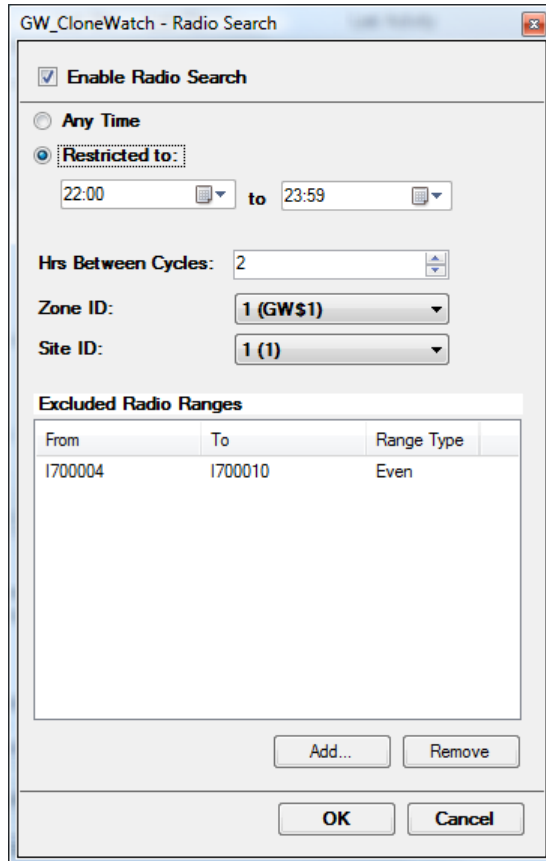 GW_CloneWatch - Radio Search
Enable Radio Search
Any Time
Restricted to:
22:00 to 23:59
Hrs Between Cycles: 2
Zone ID: 1 (GW$1)
Site ID: 1 (1)
Excluded Radio Ranges
From To Range Type
I700004 I700010 Even
Add... Remove
OK Cancel